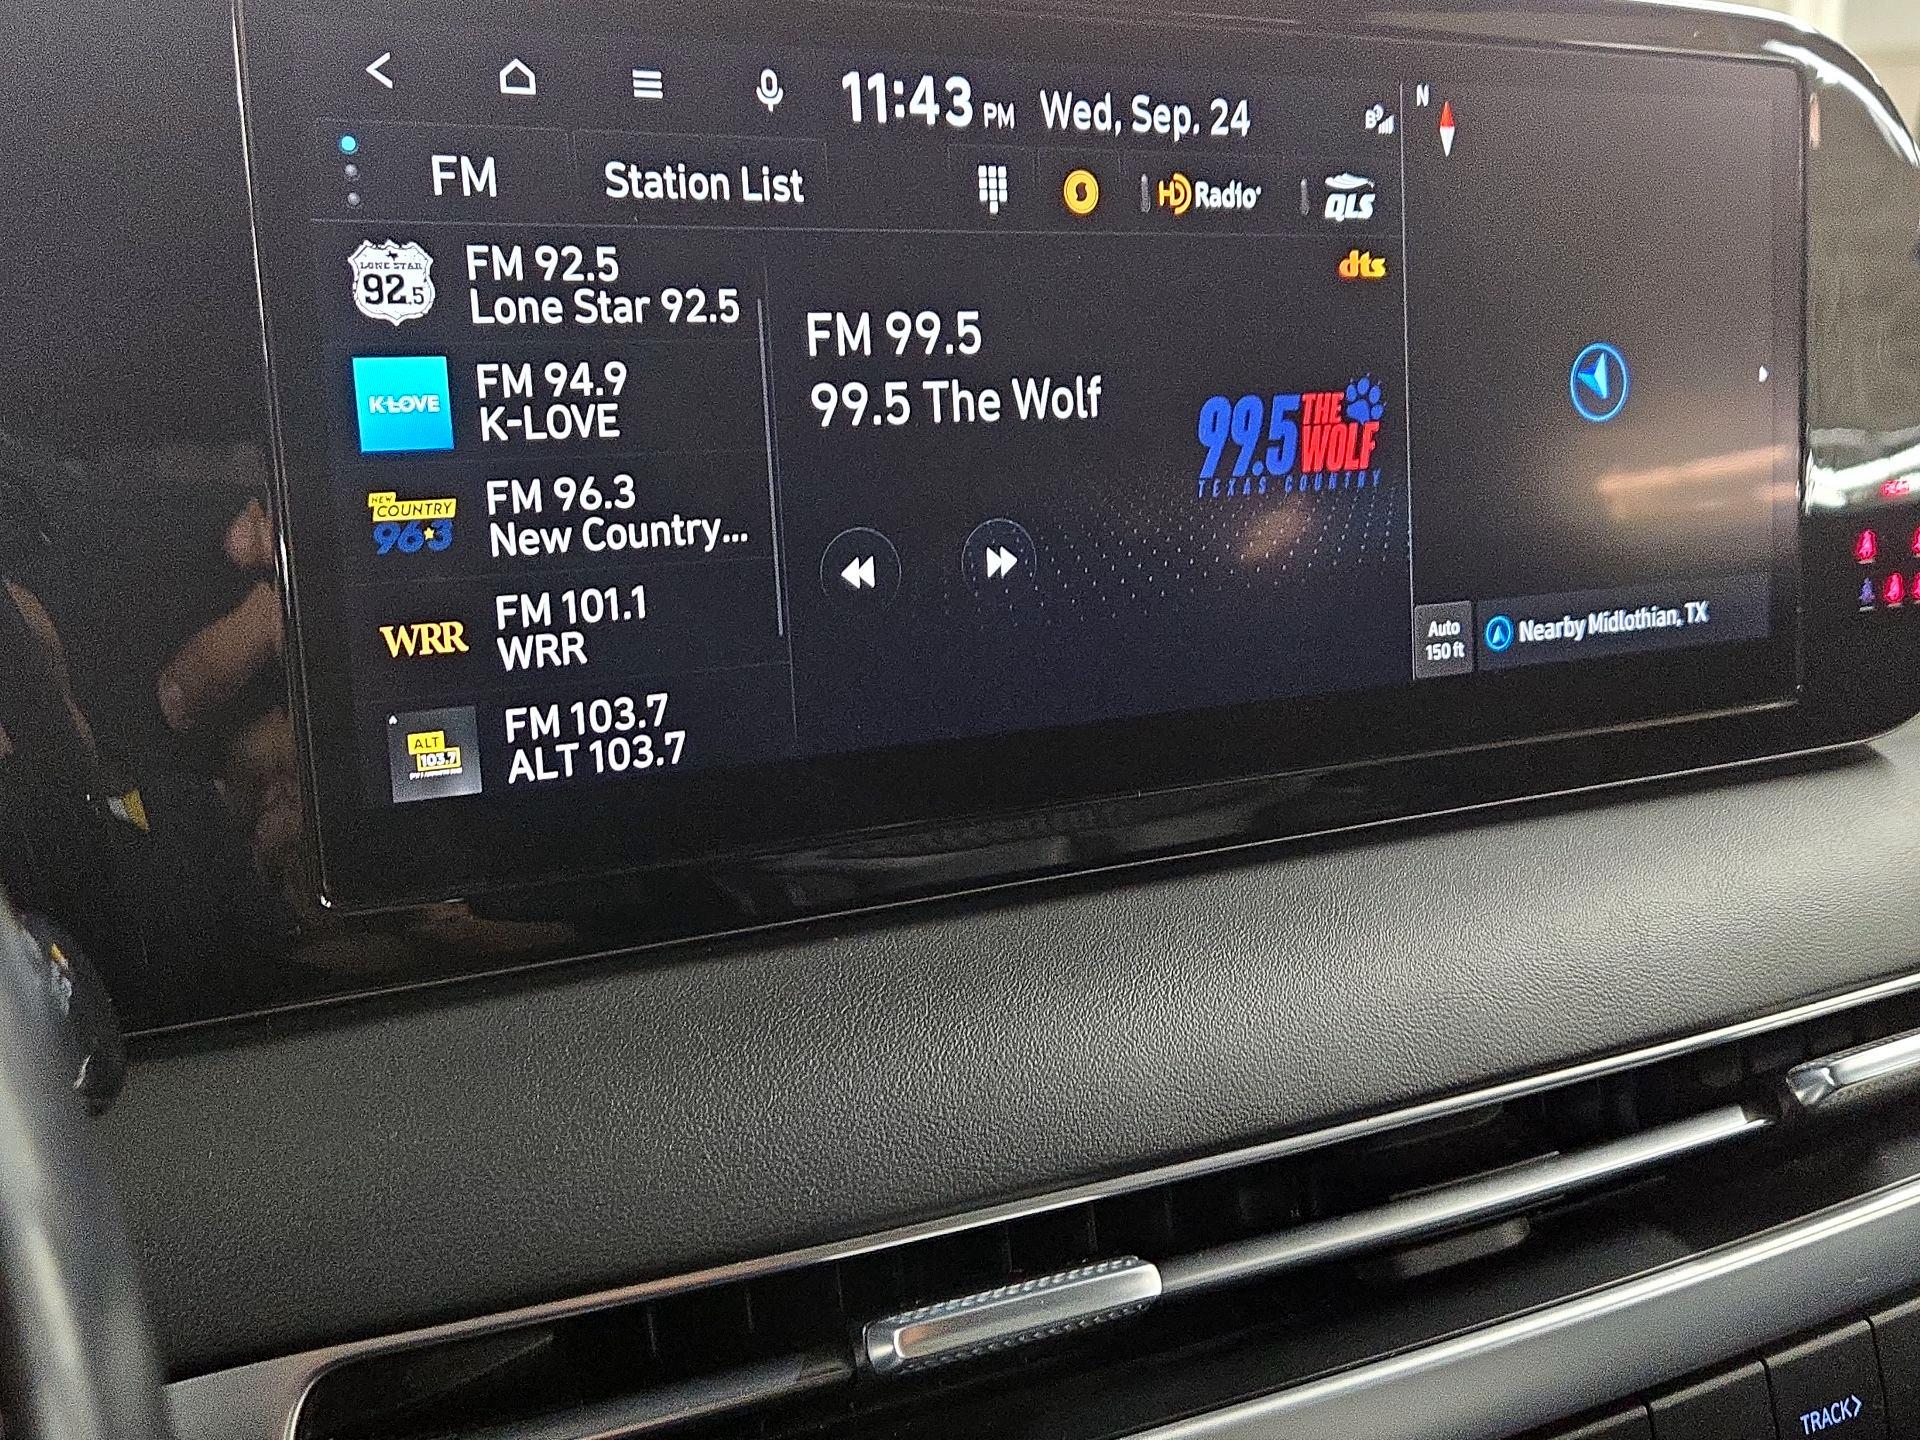 11:43 PM Wed, Sep. 24
N
FM
Station List
HD Radio
QLS
LONE STAR
92.5
FM 92.5
Lone Star 92.5
K-LOVE
FM 94.9
K-LOVE
NEW
COUNTRY
96.3
FM 96.3
New Country...
WRR
FM 101.1
WRR
ALT
103.7
FM 103.7
ALT 103.7
dts
FM 99.5
99.5 The Wolf
99.5 THE WOLF
TEXAS COUNTRY
Auto
150 ft
Nearby Midlothian, TX
TRACK